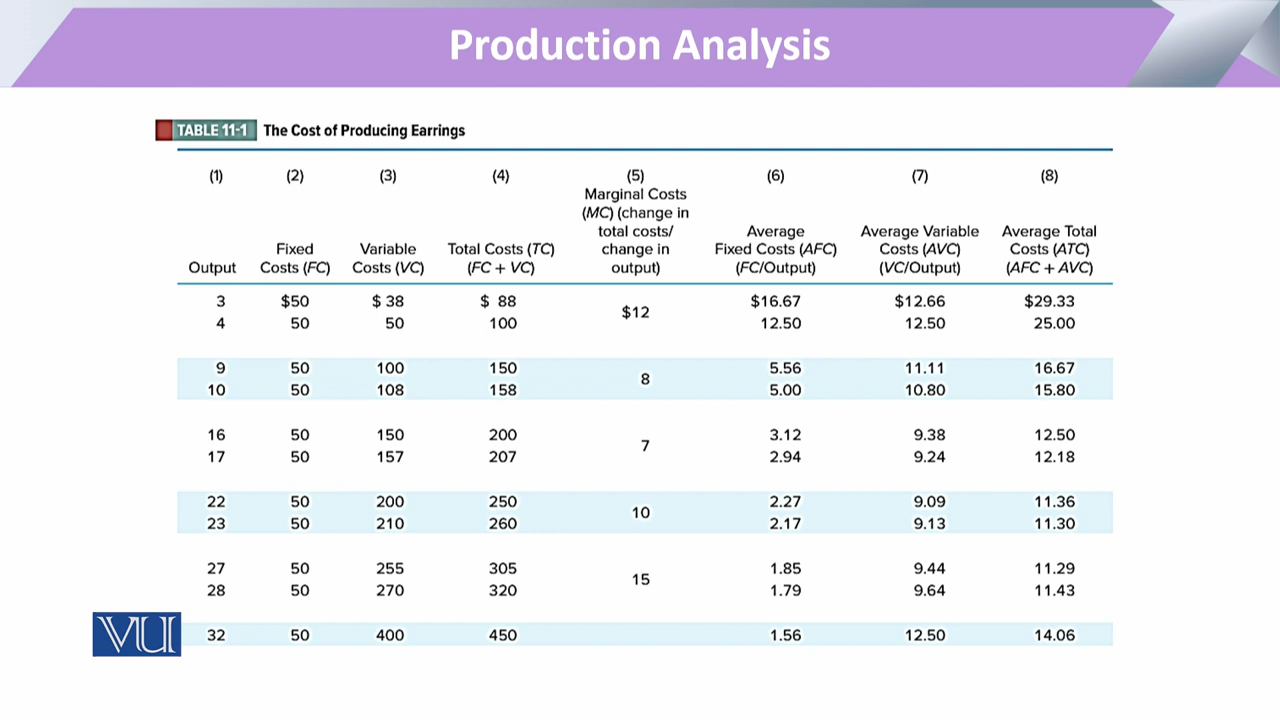 Production Analysis
TABLE 11-1 The Cost of Producing Earrings
(1) (2) (3) (4) (5) (6) (7) (8)
Marginal Costs
(MC) (change in
total costs/ Average Average Variable Average Total
Fixed Variable Total Costs (TC) change in Fixed Costs (AFC) Costs (AVC) Costs (ATC)
Output Costs (FC) Costs (VC) (FC + VC) output) (FC/Output) (VC/Output) (AFC + AVC)
3 $50 $ 38 $ 88 $16.67 $12.66 $29.33
$12
4 50 50 100 12.50 12.50 25.00
9 50 100 150 5.56 11.11 16.67
8
10 50 108 158 5.00 10.80 15.80
16 50 150 200 3.12 9.38 12.50
7
17 50 157 207 2.94 9.24 12.18
22 50 200 250 2.27 9.09 11.36
10
23 50 210 260 2.17 9.13 11.30
27 50 255 305 1.85 9.44 11.29
15
28 50 270 320 1.79 9.64 11.43
VU 32 50 400 450 1.56 12.50 14.06